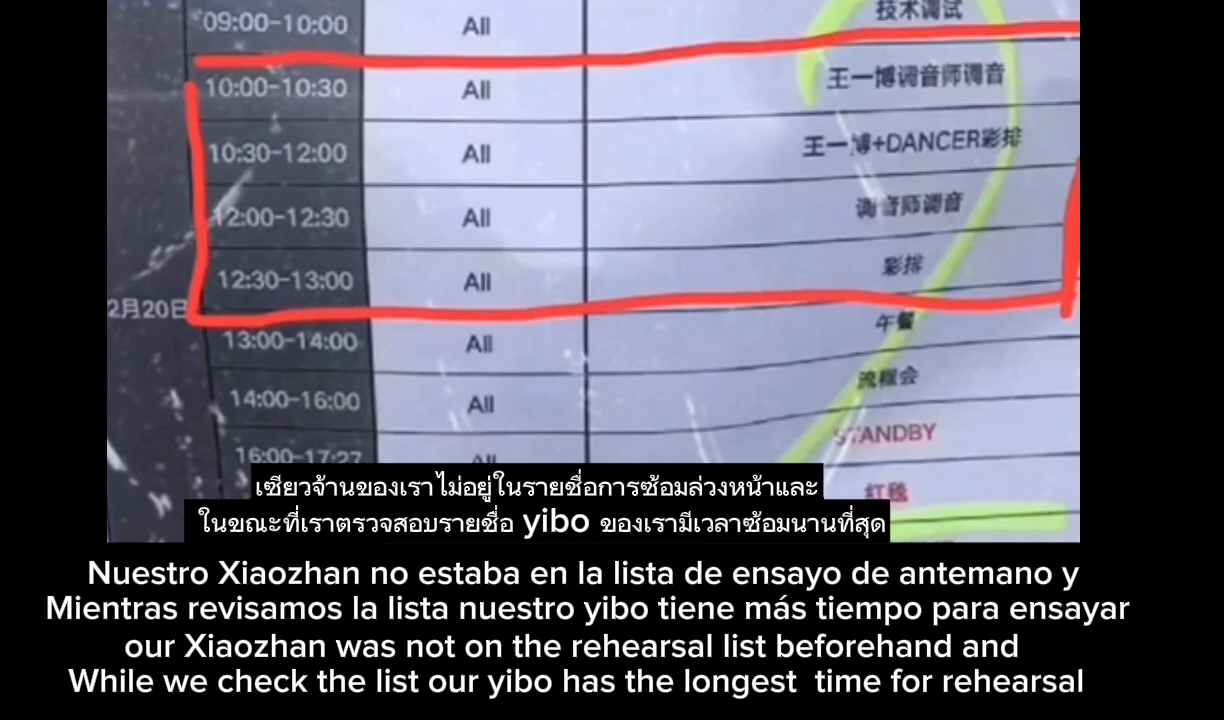 09:00-10:00 All 技术调试
10:00-10:30 All 王一博调音师调音
10:30-12:00 All 王一博+DANCER彩排
12:00-12:30 All 调音师调音
12:30-13:00 All 彩排
2月20日
13:00-14:00 All 午餐
14:00-16:00 All 流程会
16:00-17:27 All STANDBY
红毯
เซียวจ้านของเราไม่อยู่ในรายชื่อการซ้อมล่วงหน้าและ
ในขณะที่เราตรวจสอบรายชื่อ yibo ของเรามีเวลาซ้อมนานที่สุด
Nuestro Xiaozhan no estaba en la lista de ensayo de antemano y
Mientras revisamos la lista nuestro yibo tiene más tiempo para ensayar
our Xiaozhan was not on the rehearsal list beforehand and
While we check the list our yibo has the longest time for rehearsal